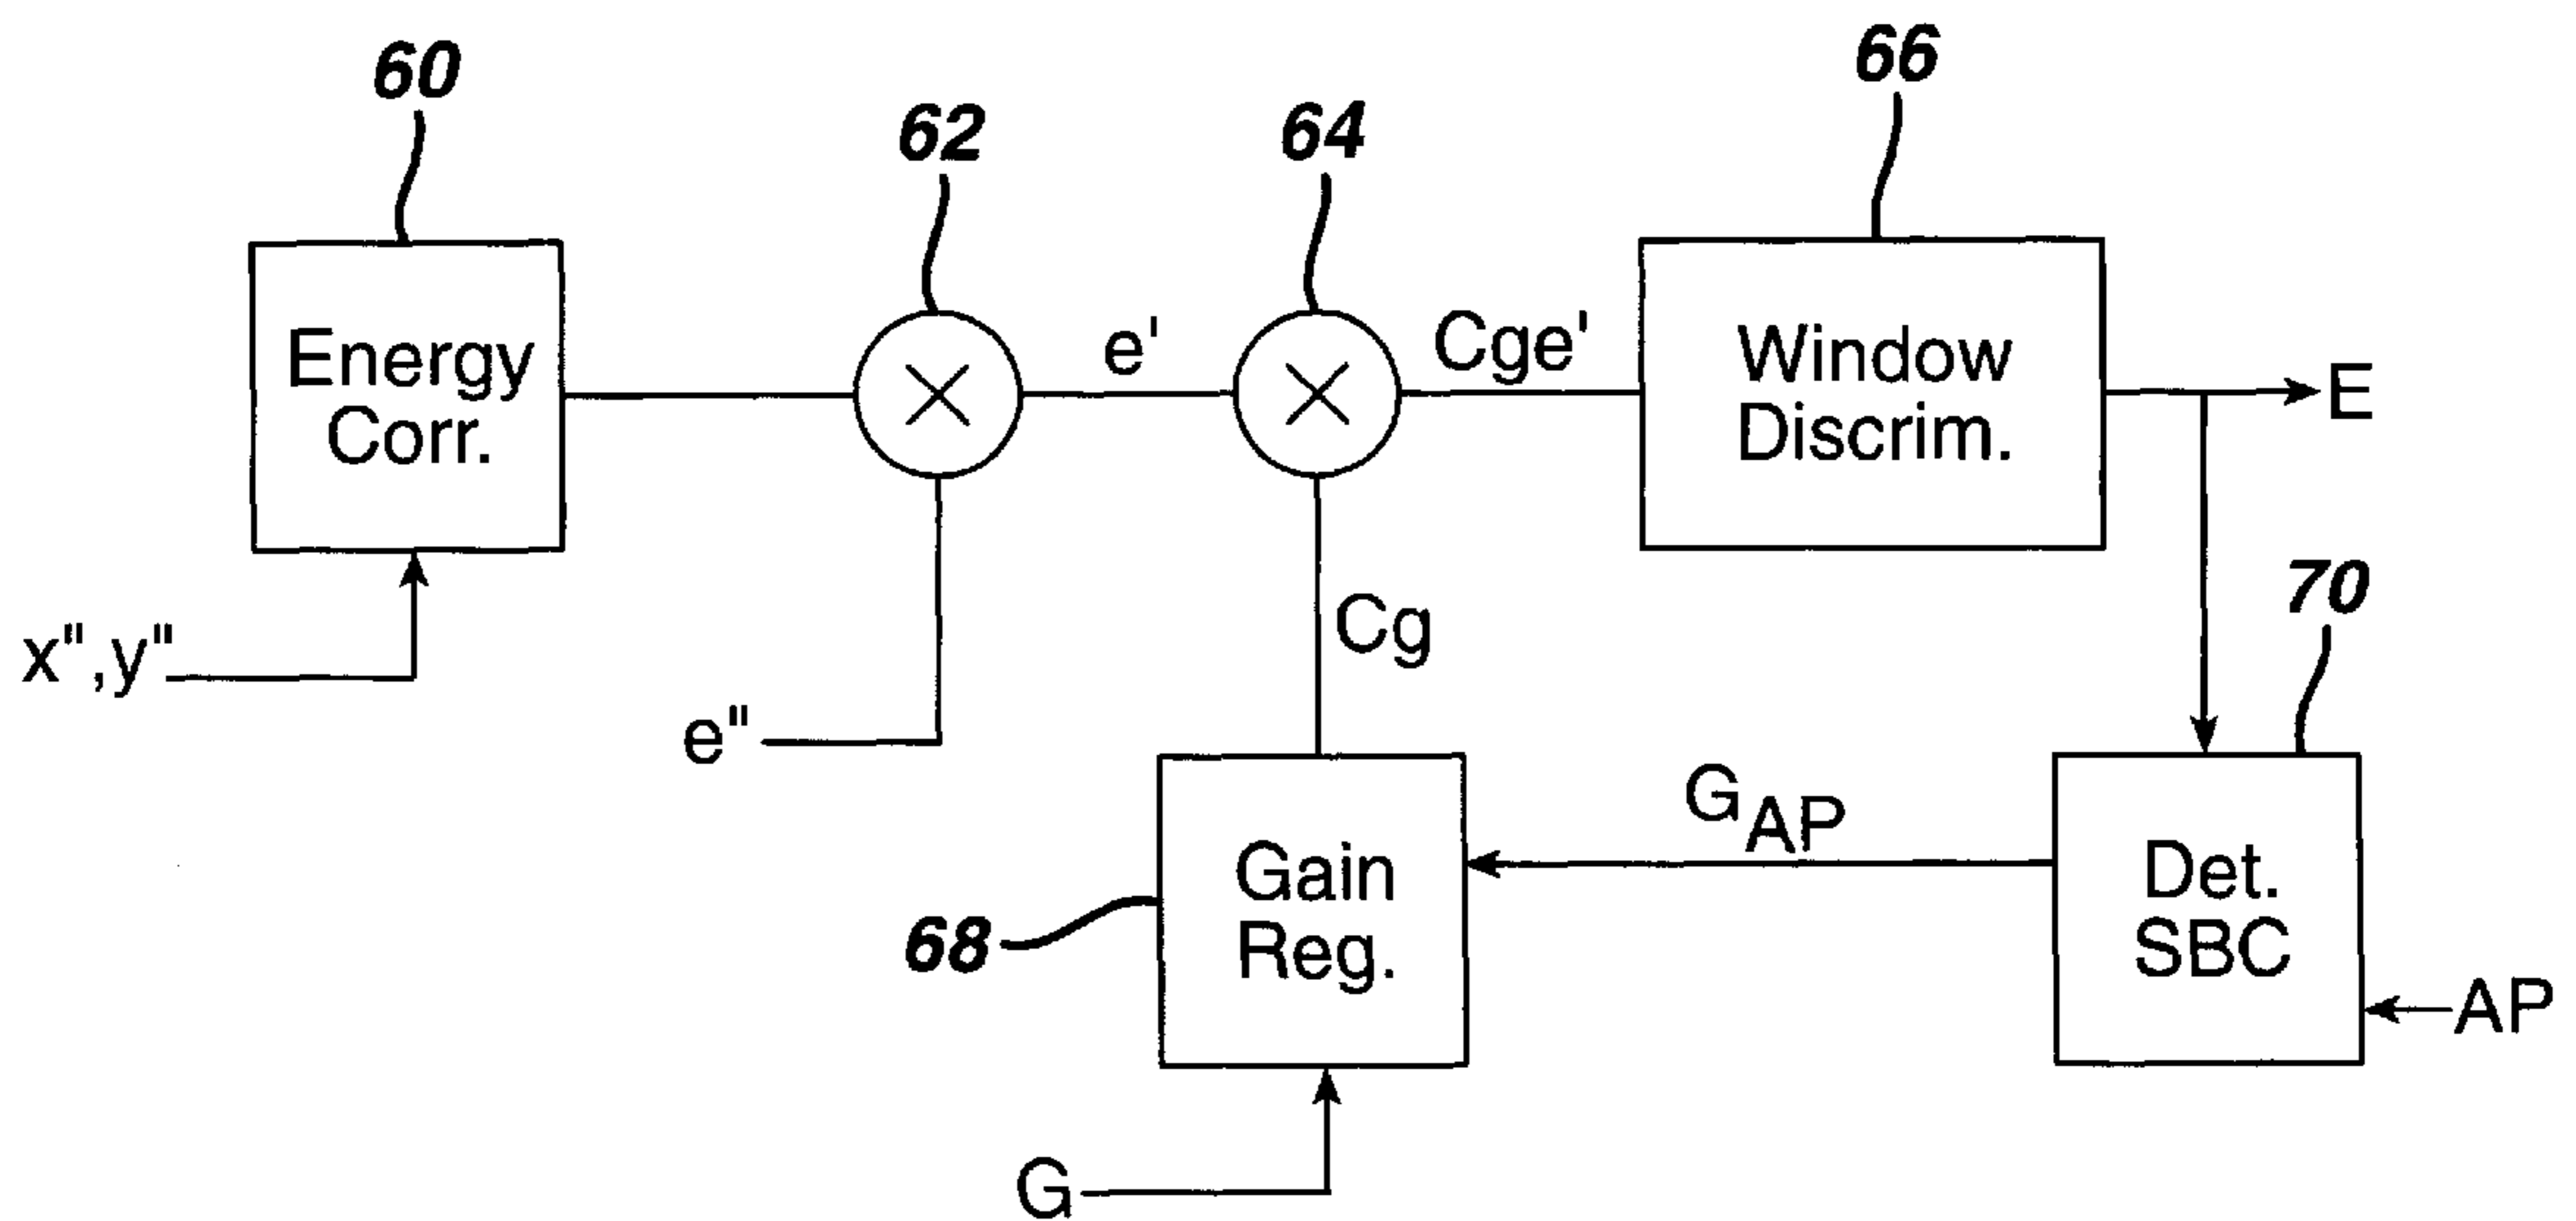 60
62
64
66
Energy
Corr.
e'
Cge'
Window
Discrim.
E
x",y"
e"
Cg
70
GAP
Gain
Reg.
68
Det.
SBC
AP
G